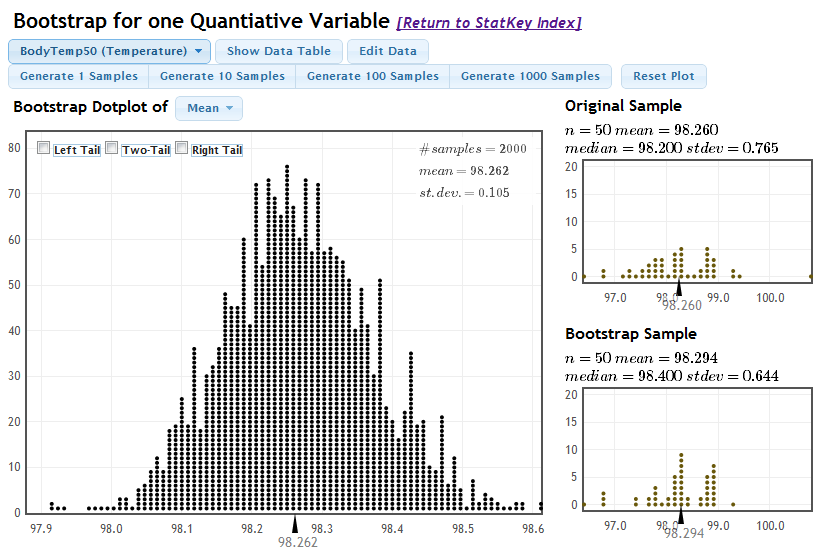 Bootstrap for one Quantiative Variable [Return to StatKey Index]
BodyTemp50 (Temperature) Show Data Table Edit Data
Generate 1 Samples Generate 10 Samples Generate 100 Samples Generate 1000 Samples Reset Plot
Bootstrap Dotplot of Mean
Left Tail Two-Tail Right Tail
# samples = 2000
mean = 98.262
st.dev. = 0.105
80
70
60
50
40
30
20
10
0
97.9 98.0 98.1 98.2 98.3 98.4 98.5 98.6
98.262
Original Sample
n = 50 mean = 98.260
median = 98.200 stdev = 0.765
20
15
10
5
0
97.0 98.0 99.0 100.0
98.260
Bootstrap Sample
n = 50 mean = 98.294
median = 98.400 stdev = 0.644
20
15
10
5
0
97.0 98.0 99.0 100.0
98.294